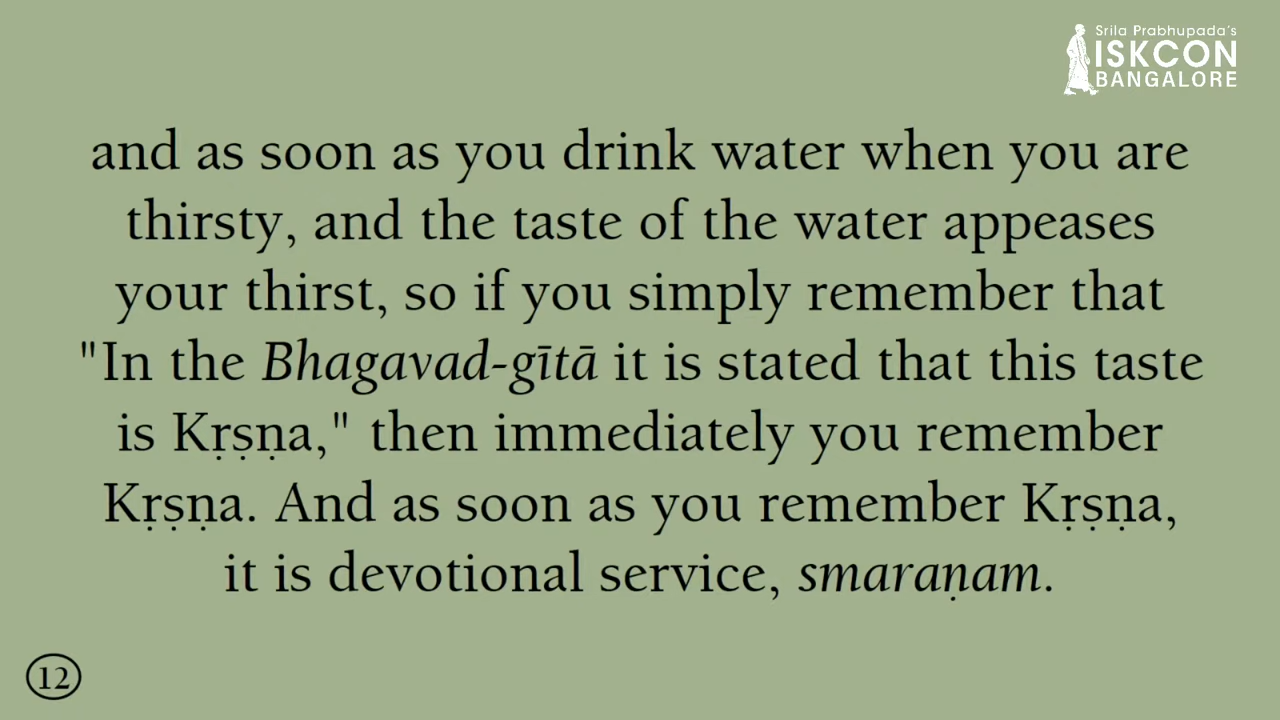 Srila Prabhupada's
ISKCON
BANGALORE
and as soon as you drink water when you are
thirsty, and the taste of the water appeases
your thirst, so if you simply remember that
"In the Bhagavad-gītā it is stated that this taste
is Kṛṣṇa," then immediately you remember
Kṛṣṇa. And as soon as you remember Kṛṣṇa,
it is devotional service, smaraṇam.
12